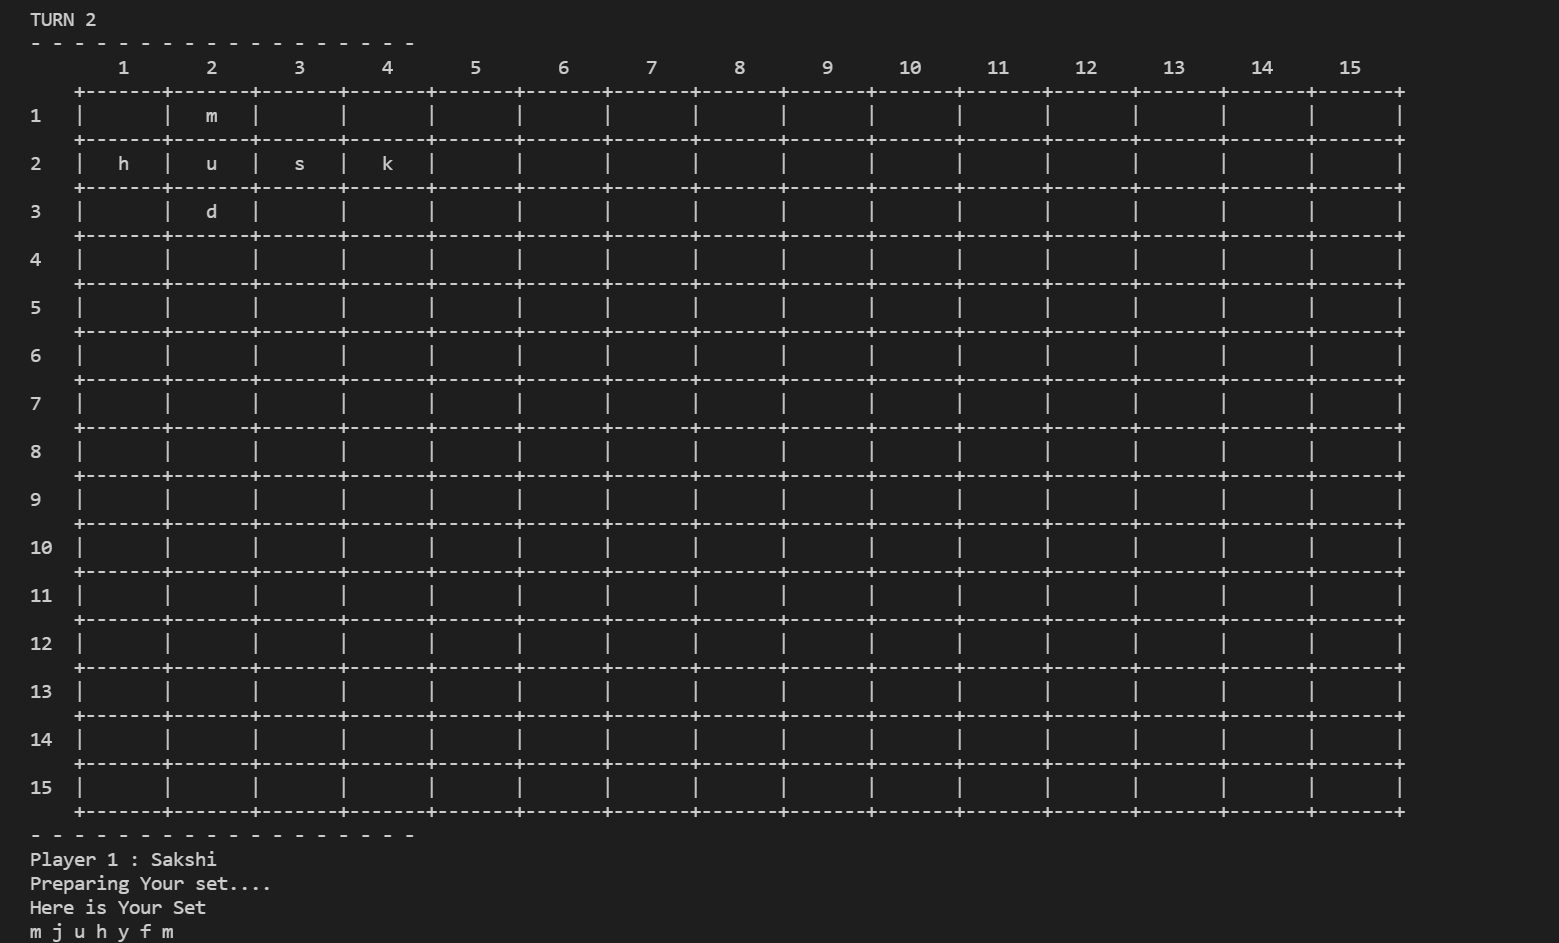 TURN 2
- - - - - - - - - - - - - - - - - -
        1       2       3       4       5       6       7       8       9      10      11      12      13      14      15
    +-------+-------+-------+-------+-------+-------+-------+-------+-------+-------+-------+-------+-------+-------+-------+
1   |       |   m   |       |       |       |       |       |       |       |       |       |       |       |       |       |
    +-------+-------+-------+-------+-------+-------+-------+-------+-------+-------+-------+-------+-------+-------+-------+
2   |   h   |   u   |   s   |   k   |       |       |       |       |       |       |       |       |       |       |       |
    +-------+-------+-------+-------+-------+-------+-------+-------+-------+-------+-------+-------+-------+-------+-------+
3   |       |   d   |       |       |       |       |       |       |       |       |       |       |       |       |       |
    +-------+-------+-------+-------+-------+-------+-------+-------+-------+-------+-------+-------+-------+-------+-------+
4   |       |       |       |       |       |       |       |       |       |       |       |       |       |       |       |
    +-------+-------+-------+-------+-------+-------+-------+-------+-------+-------+-------+-------+-------+-------+-------+
5   |       |       |       |       |       |       |       |       |       |       |       |       |       |       |       |
    +-------+-------+-------+-------+-------+-------+-------+-------+-------+-------+-------+-------+-------+-------+-------+
6   |       |       |       |       |       |       |       |       |       |       |       |       |       |       |       |
    +-------+-------+-------+-------+-------+-------+-------+-------+-------+-------+-------+-------+-------+-------+-------+
7   |       |       |       |       |       |       |       |       |       |       |       |       |       |       |       |
    +-------+-------+-------+-------+-------+-------+-------+-------+-------+-------+-------+-------+-------+-------+-------+
8   |       |       |       |       |       |       |       |       |       |       |       |       |       |       |       |
    +-------+-------+-------+-------+-------+-------+-------+-------+-------+-------+-------+-------+-------+-------+-------+
9   |       |       |       |       |       |       |       |       |       |       |       |       |       |       |       |
    +-------+-------+-------+-------+-------+-------+-------+-------+-------+-------+-------+-------+-------+-------+-------+
10  |       |       |       |       |       |       |       |       |       |       |       |       |       |       |       |
    +-------+-------+-------+-------+-------+-------+-------+-------+-------+-------+-------+-------+-------+-------+-------+
11  |       |       |       |       |       |       |       |       |       |       |       |       |       |       |       |
    +-------+-------+-------+-------+-------+-------+-------+-------+-------+-------+-------+-------+-------+-------+-------+
12  |       |       |       |       |       |       |       |       |       |       |       |       |       |       |       |
    +-------+-------+-------+-------+-------+-------+-------+-------+-------+-------+-------+-------+-------+-------+-------+
13  |       |       |       |       |       |       |       |       |       |       |       |       |       |       |       |
    +-------+-------+-------+-------+-------+-------+-------+-------+-------+-------+-------+-------+-------+-------+-------+
14  |       |       |       |       |       |       |       |       |       |       |       |       |       |       |       |
    +-------+-------+-------+-------+-------+-------+-------+-------+-------+-------+-------+-------+-------+-------+-------+
15  |       |       |       |       |       |       |       |       |       |       |       |       |       |       |       |
    +-------+-------+-------+-------+-------+-------+-------+-------+-------+-------+-------+-------+-------+-------+-------+
- - - - - - - - - - - - - - - - - -
Player 1 : Sakshi
Preparing Your set....
Here is Your Set
m j u h y f m